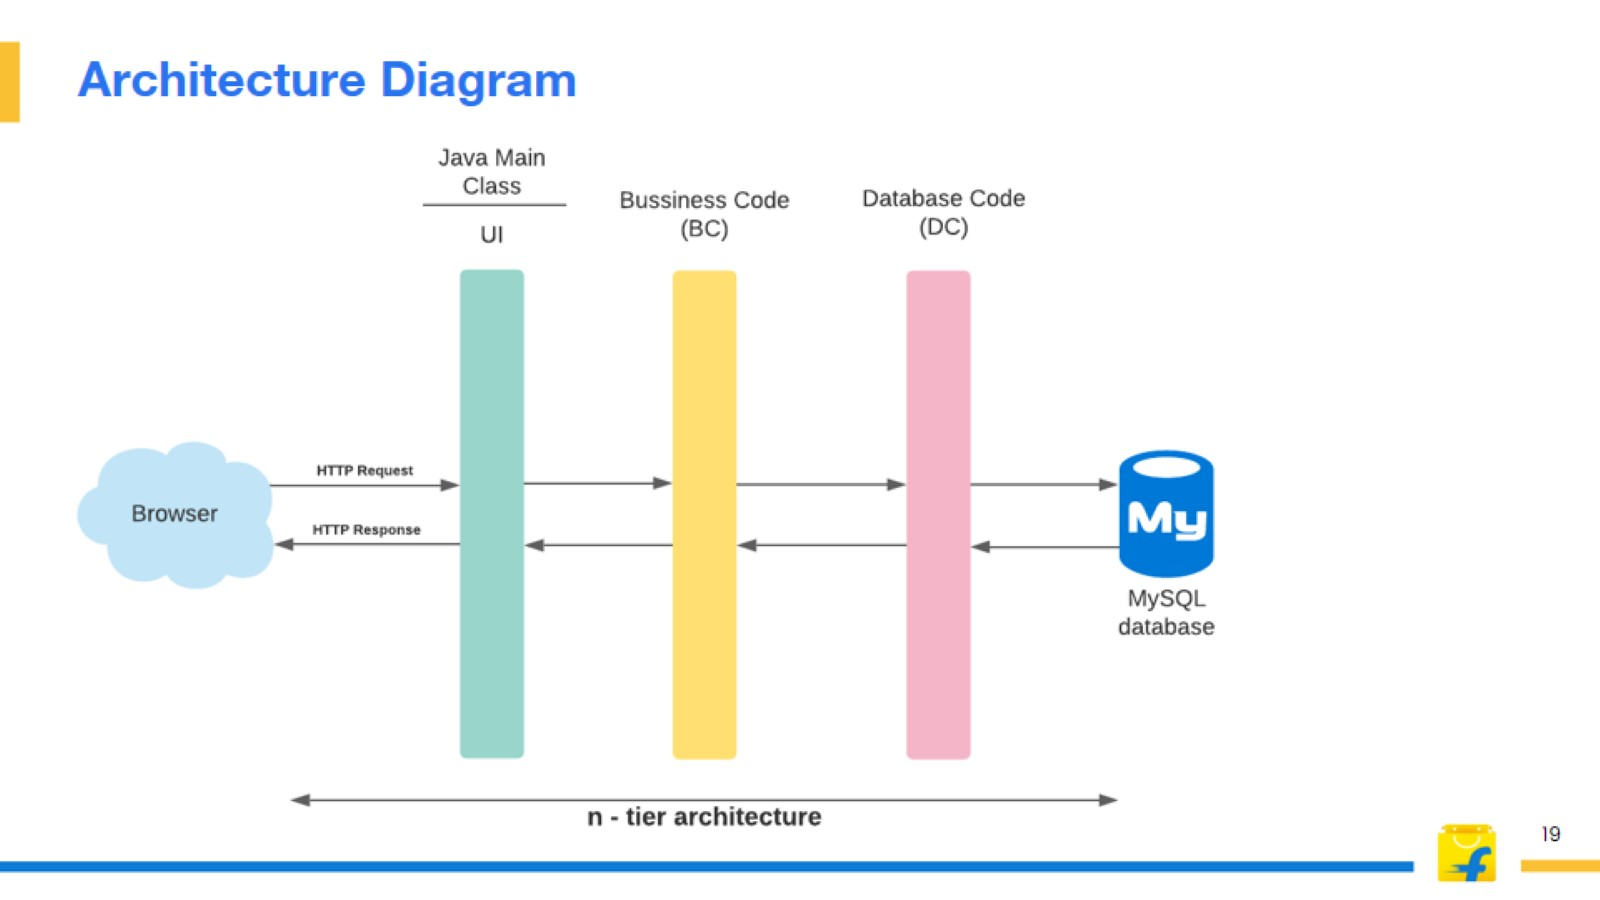 Architecture Diagram
Java Main
Class
UI
Bussiness Code
(BC)
Database Code
(DC)
HTTP Request
Browser
HTTP Response
My
MySQL
database
n - tier architecture
19
f